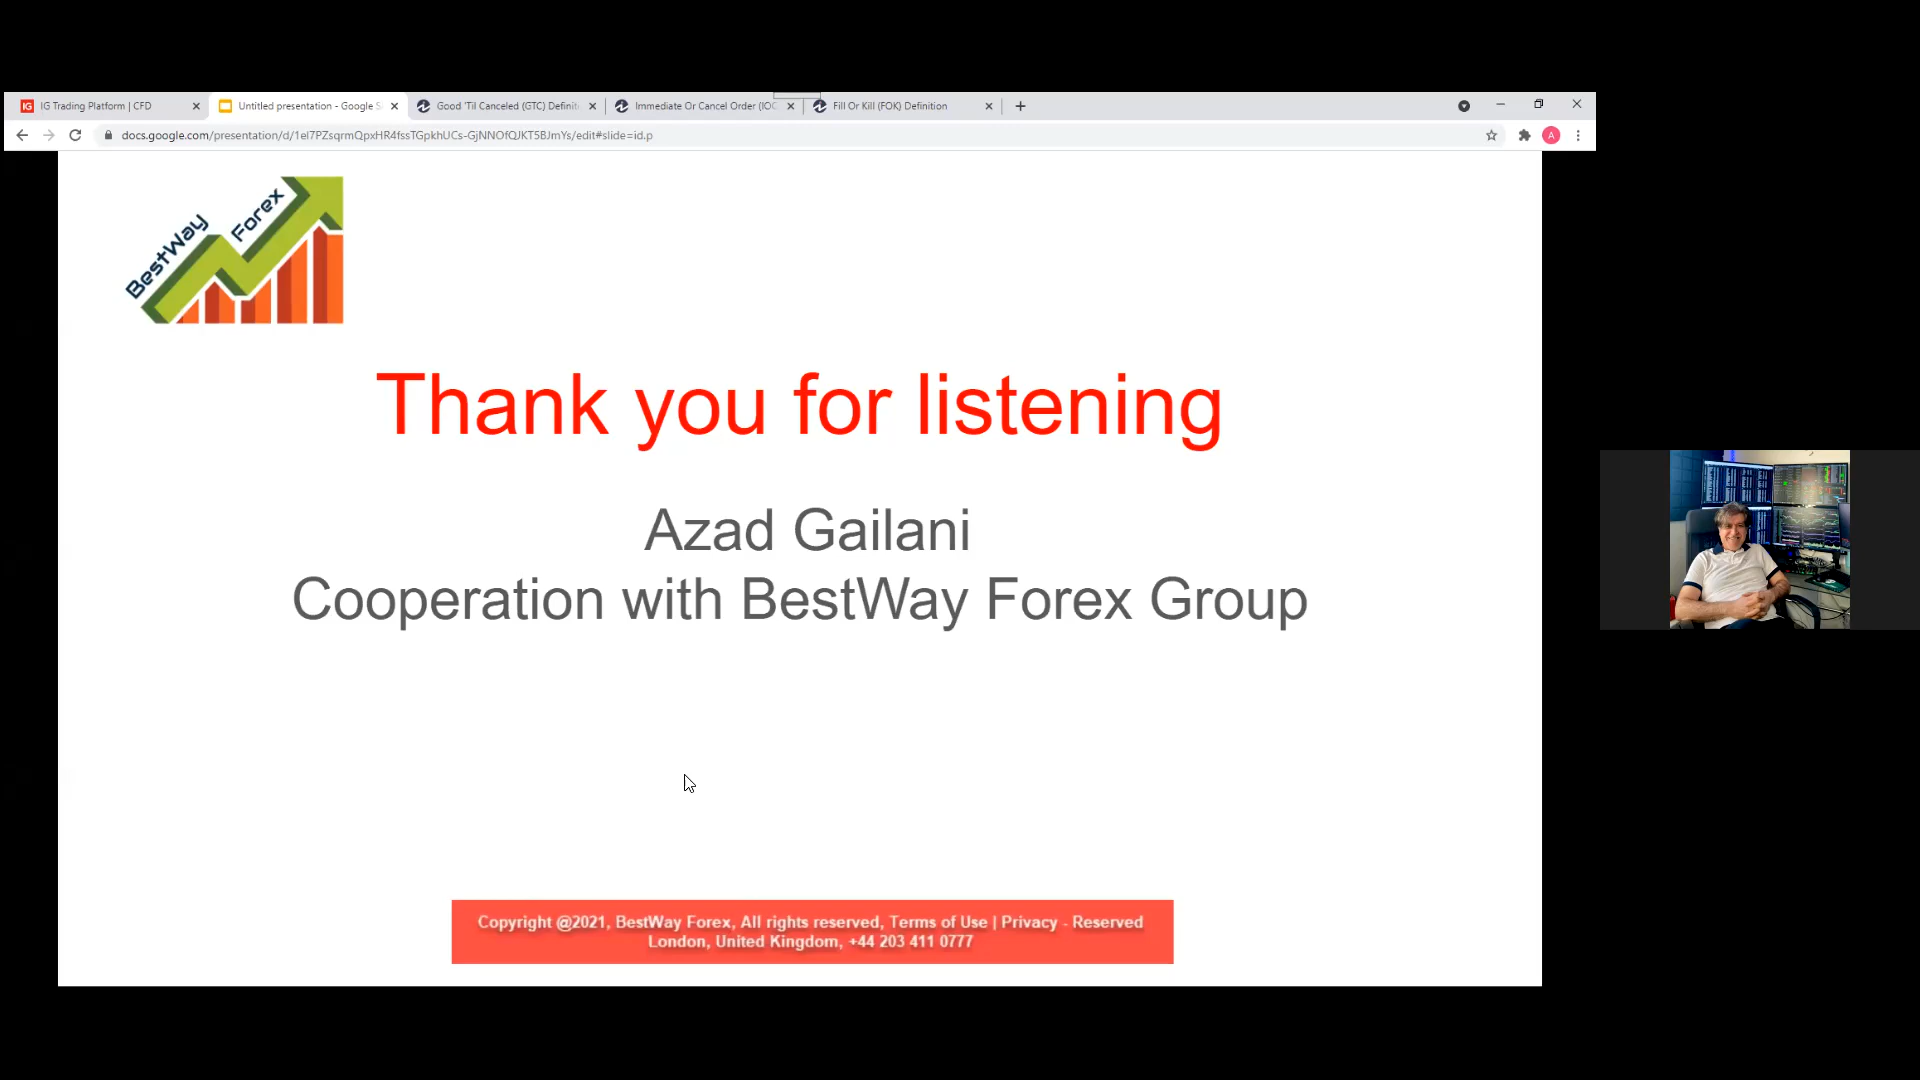 IG Trading Platform | CFD
Untitled presentation - Google S
Good 'Til Canceled (GTC) Definit
Immediate Or Cancel Order (IOC
Fill Or Kill (FOK) Definition
docs.google.com/presentation/d/1el7PZsqrmQpxHR4fssTGpkhUCs-GjNNOfQJKT5BJmYs/edit#slide=id.p
A
BestWay Forex
Thank you for listening
Azad Gailani
Cooperation with BestWay Forex Group
Copyright @2021, BestWay Forex, All rights reserved, Terms of Use | Privacy - Reserved
London, United Kingdom, +44 203 411 0777